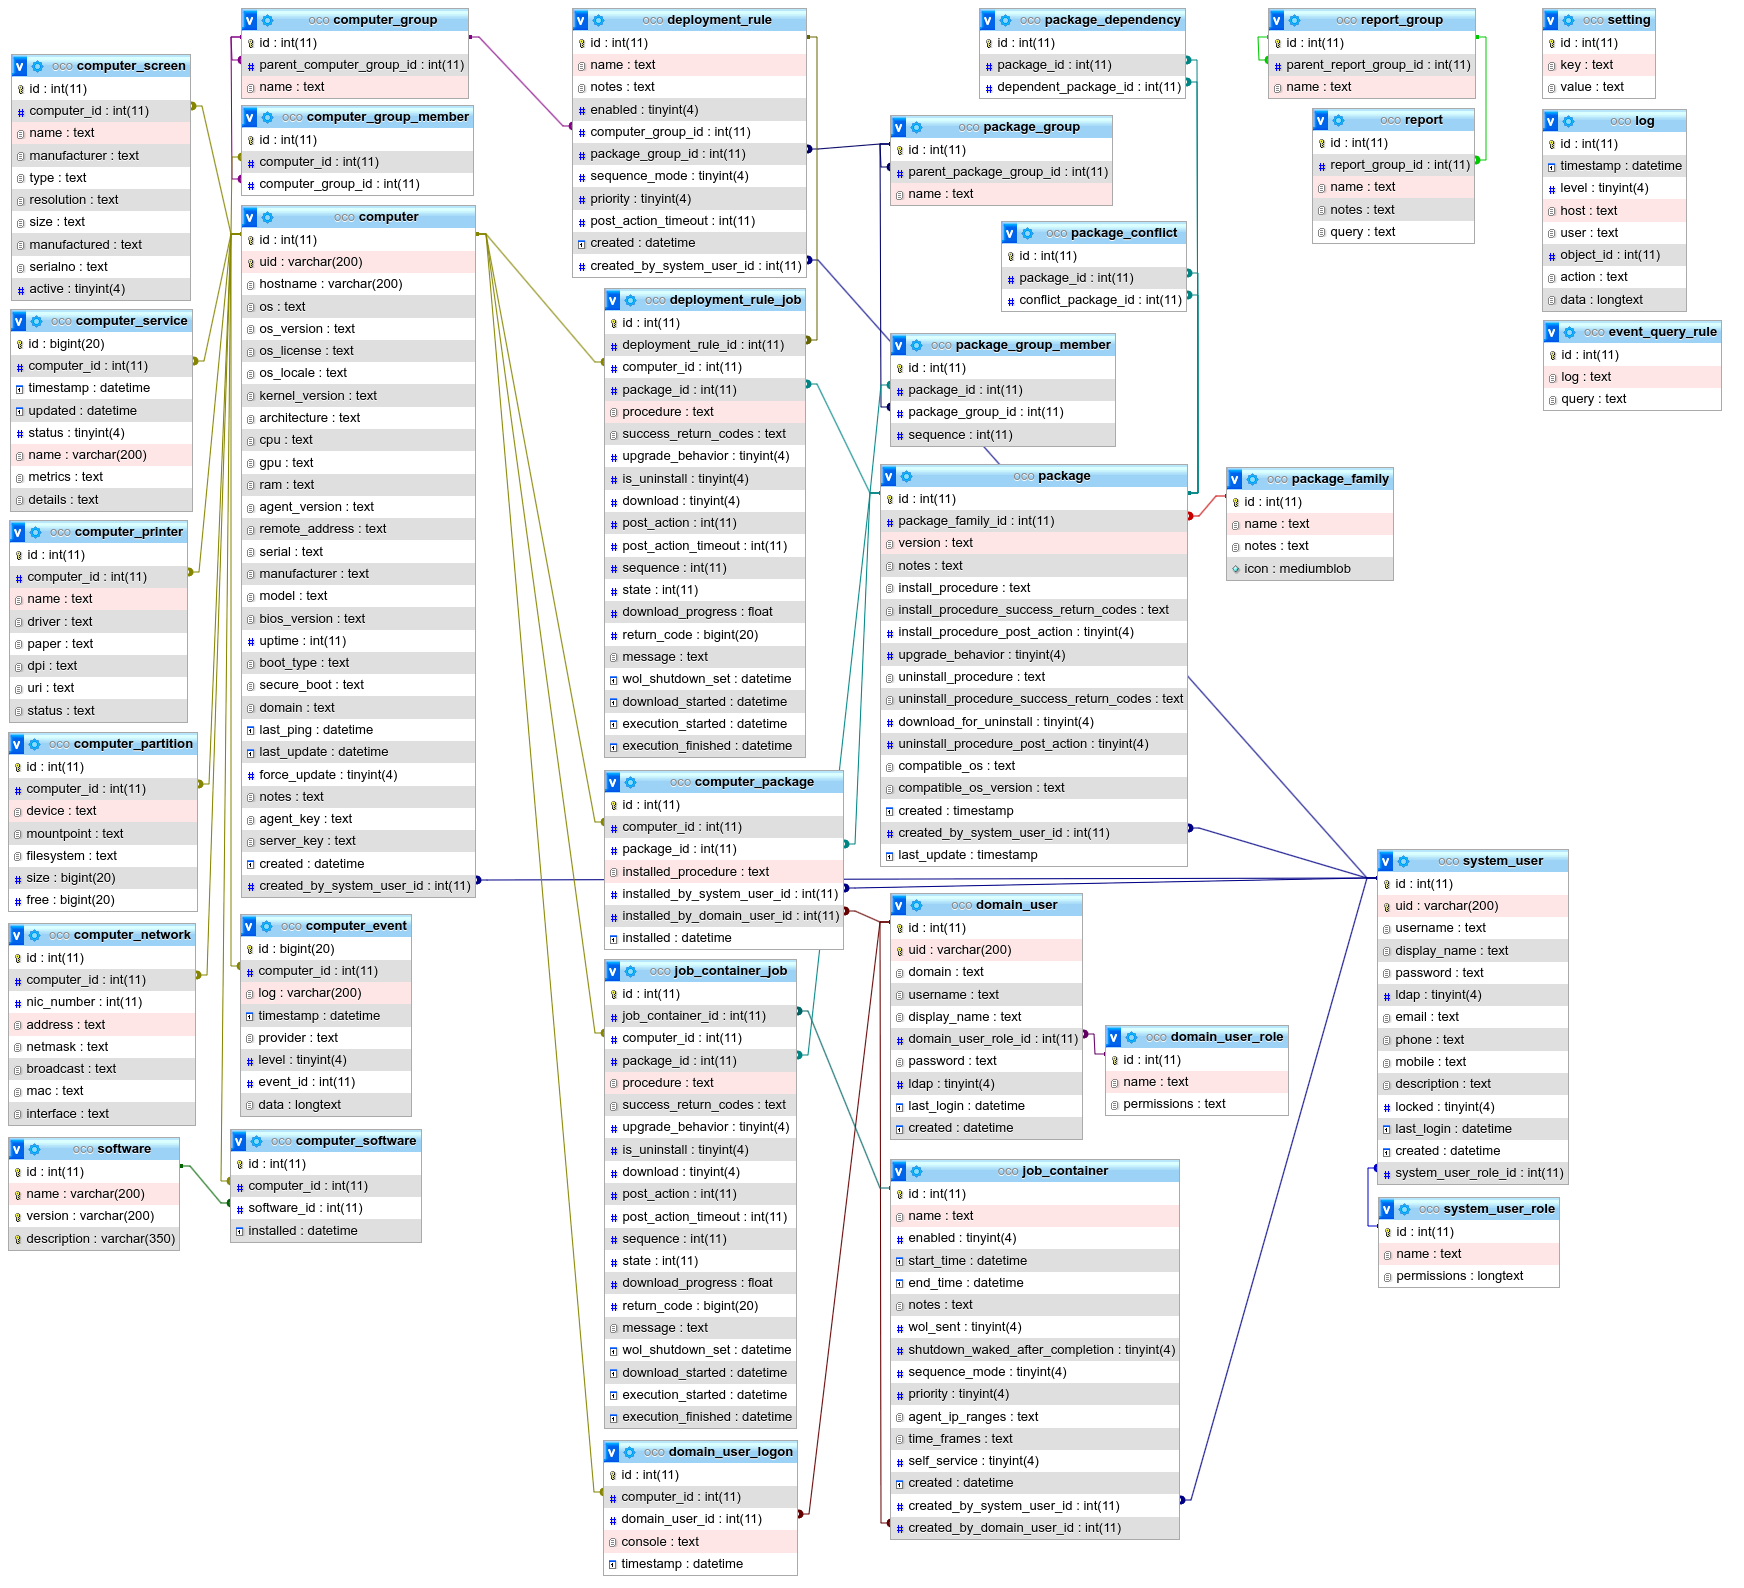 oco computer_screen
id : int(11)
computer_id : int(11)
name : text
manufacturer : text
type : text
resolution : text
size : text
manufactured : text
serialno : text
active : tinyint(4)
oco computer_service
id : bigint(20)
computer_id : int(11)
timestamp : datetime
updated : datetime
status : tinyint(4)
name : varchar(200)
metrics : text
details : text
oco computer_printer
id : int(11)
computer_id : int(11)
name : text
driver : text
paper : text
dpi : text
uri : text
status : text
oco computer_partition
id : int(11)
computer_id : int(11)
device : text
mountpoint : text
filesystem : text
size : bigint(20)
free : bigint(20)
oco computer_network
id : int(11)
computer_id : int(11)
nic_number : int(11)
address : text
netmask : text
broadcast : text
mac : text
interface : text
oco software
id : int(11)
name : varchar(200)
version : varchar(200)
description : varchar(350)
oco computer_group
id : int(11)
parent_computer_group_id : int(11)
name : text
oco computer_group_member
id : int(11)
computer_id : int(11)
computer_group_id : int(11)
oco computer
id : int(11)
uid : varchar(200)
hostname : varchar(200)
os : text
os_version : text
os_license : text
os_locale : text
kernel_version : text
architecture : text
cpu : text
gpu : text
ram : text
agent_version : text
remote_address : text
serial : text
manufacturer : text
model : text
bios_version : text
uptime : int(11)
boot_type : text
secure_boot : text
domain : text
last_ping : datetime
last_update : datetime
force_update : tinyint(4)
notes : text
agent_key : text
server_key : text
created : datetime
created_by_system_user_id : int(11)
oco computer_event
id : bigint(20)
computer_id : int(11)
log : varchar(200)
timestamp : datetime
provider : text
level : tinyint(4)
event_id : int(11)
data : longtext
oco computer_software
id : int(11)
computer_id : int(11)
software_id : int(11)
installed : datetime
oco deployment_rule
id : int(11)
name : text
notes : text
enabled : tinyint(4)
computer_group_id : int(11)
package_group_id : int(11)
sequence_mode : tinyint(4)
priority : tinyint(4)
post_action_timeout : int(11)
created : datetime
created_by_system_user_id : int(11)
oco deployment_rule_job
id : int(11)
deployment_rule_id : int(11)
computer_id : int(11)
package_id : int(11)
procedure : text
success_return_codes : text
upgrade_behavior : tinyint(4)
is_uninstall : tinyint(4)
download : tinyint(4)
post_action : int(11)
post_action_timeout : int(11)
sequence : int(11)
state : int(11)
download_progress : float
return_code : bigint(20)
message : text
wol_shutdown_set : datetime
download_started : datetime
execution_started : datetime
execution_finished : datetime
oco computer_package
id : int(11)
computer_id : int(11)
package_id : int(11)
installed_procedure : text
installed_by_system_user_id : int(11)
installed_by_domain_user_id : int(11)
installed : datetime
oco job_container_job
id : int(11)
job_container_id : int(11)
computer_id : int(11)
package_id : int(11)
procedure : text
success_return_codes : text
upgrade_behavior : tinyint(4)
is_uninstall : tinyint(4)
download : tinyint(4)
post_action : int(11)
post_action_timeout : int(11)
sequence : int(11)
state : int(11)
download_progress : float
return_code : bigint(20)
message : text
wol_shutdown_set : datetime
download_started : datetime
execution_started : datetime
execution_finished : datetime
oco domain_user_logon
id : int(11)
computer_id : int(11)
domain_user_id : int(11)
console : text
timestamp : datetime
oco package_dependency
id : int(11)
package_id : int(11)
dependent_package_id : int(11)
oco package_group
id : int(11)
parent_package_group_id : int(11)
name : text
oco package_conflict
id : int(11)
package_id : int(11)
conflict_package_id : int(11)
oco package_group_member
id : int(11)
package_id : int(11)
package_group_id : int(11)
sequence : int(11)
oco package
id : int(11)
package_family_id : int(11)
version : text
notes : text
install_procedure : text
install_procedure_success_return_codes : text
install_procedure_post_action : tinyint(4)
upgrade_behavior : tinyint(4)
uninstall_procedure : text
uninstall_procedure_success_return_codes : text
download_for_uninstall : tinyint(4)
uninstall_procedure_post_action : tinyint(4)
compatible_os : text
compatible_os_version : text
created : timestamp
created_by_system_user_id : int(11)
last_update : timestamp
oco domain_user
id : int(11)
uid : varchar(200)
domain : text
username : text
display_name : text
domain_user_role_id : int(11)
password : text
ldap : tinyint(4)
last_login : datetime
created : datetime
oco domain_user_role
id : int(11)
name : text
permissions : text
oco job_container
id : int(11)
name : text
enabled : tinyint(4)
start_time : datetime
end_time : datetime
notes : text
wol_sent : tinyint(4)
shutdown_waked_after_completion : tinyint(4)
sequence_mode : tinyint(4)
priority : tinyint(4)
agent_ip_ranges : text
time_frames : text
self_service : tinyint(4)
created : datetime
created_by_system_user_id : int(11)
created_by_domain_user_id : int(11)
oco report_group
id : int(11)
parent_report_group_id : int(11)
name : text
oco report
id : int(11)
report_group_id : int(11)
name : text
notes : text
query : text
oco package_family
id : int(11)
name : text
notes : text
icon : mediumblob
oco setting
id : int(11)
key : text
value : text
oco log
id : int(11)
timestamp : datetime
level : tinyint(4)
host : text
user : text
object_id : int(11)
action : text
data : longtext
oco event_query_rule
id : int(11)
log : text
query : text
oco system_user
id : int(11)
uid : varchar(200)
username : text
display_name : text
password : text
ldap : tinyint(4)
email : text
phone : text
mobile : text
description : text
locked : tinyint(4)
last_login : datetime
created : datetime
system_user_role_id : int(11)
oco system_user_role
id : int(11)
name : text
permissions : longtext